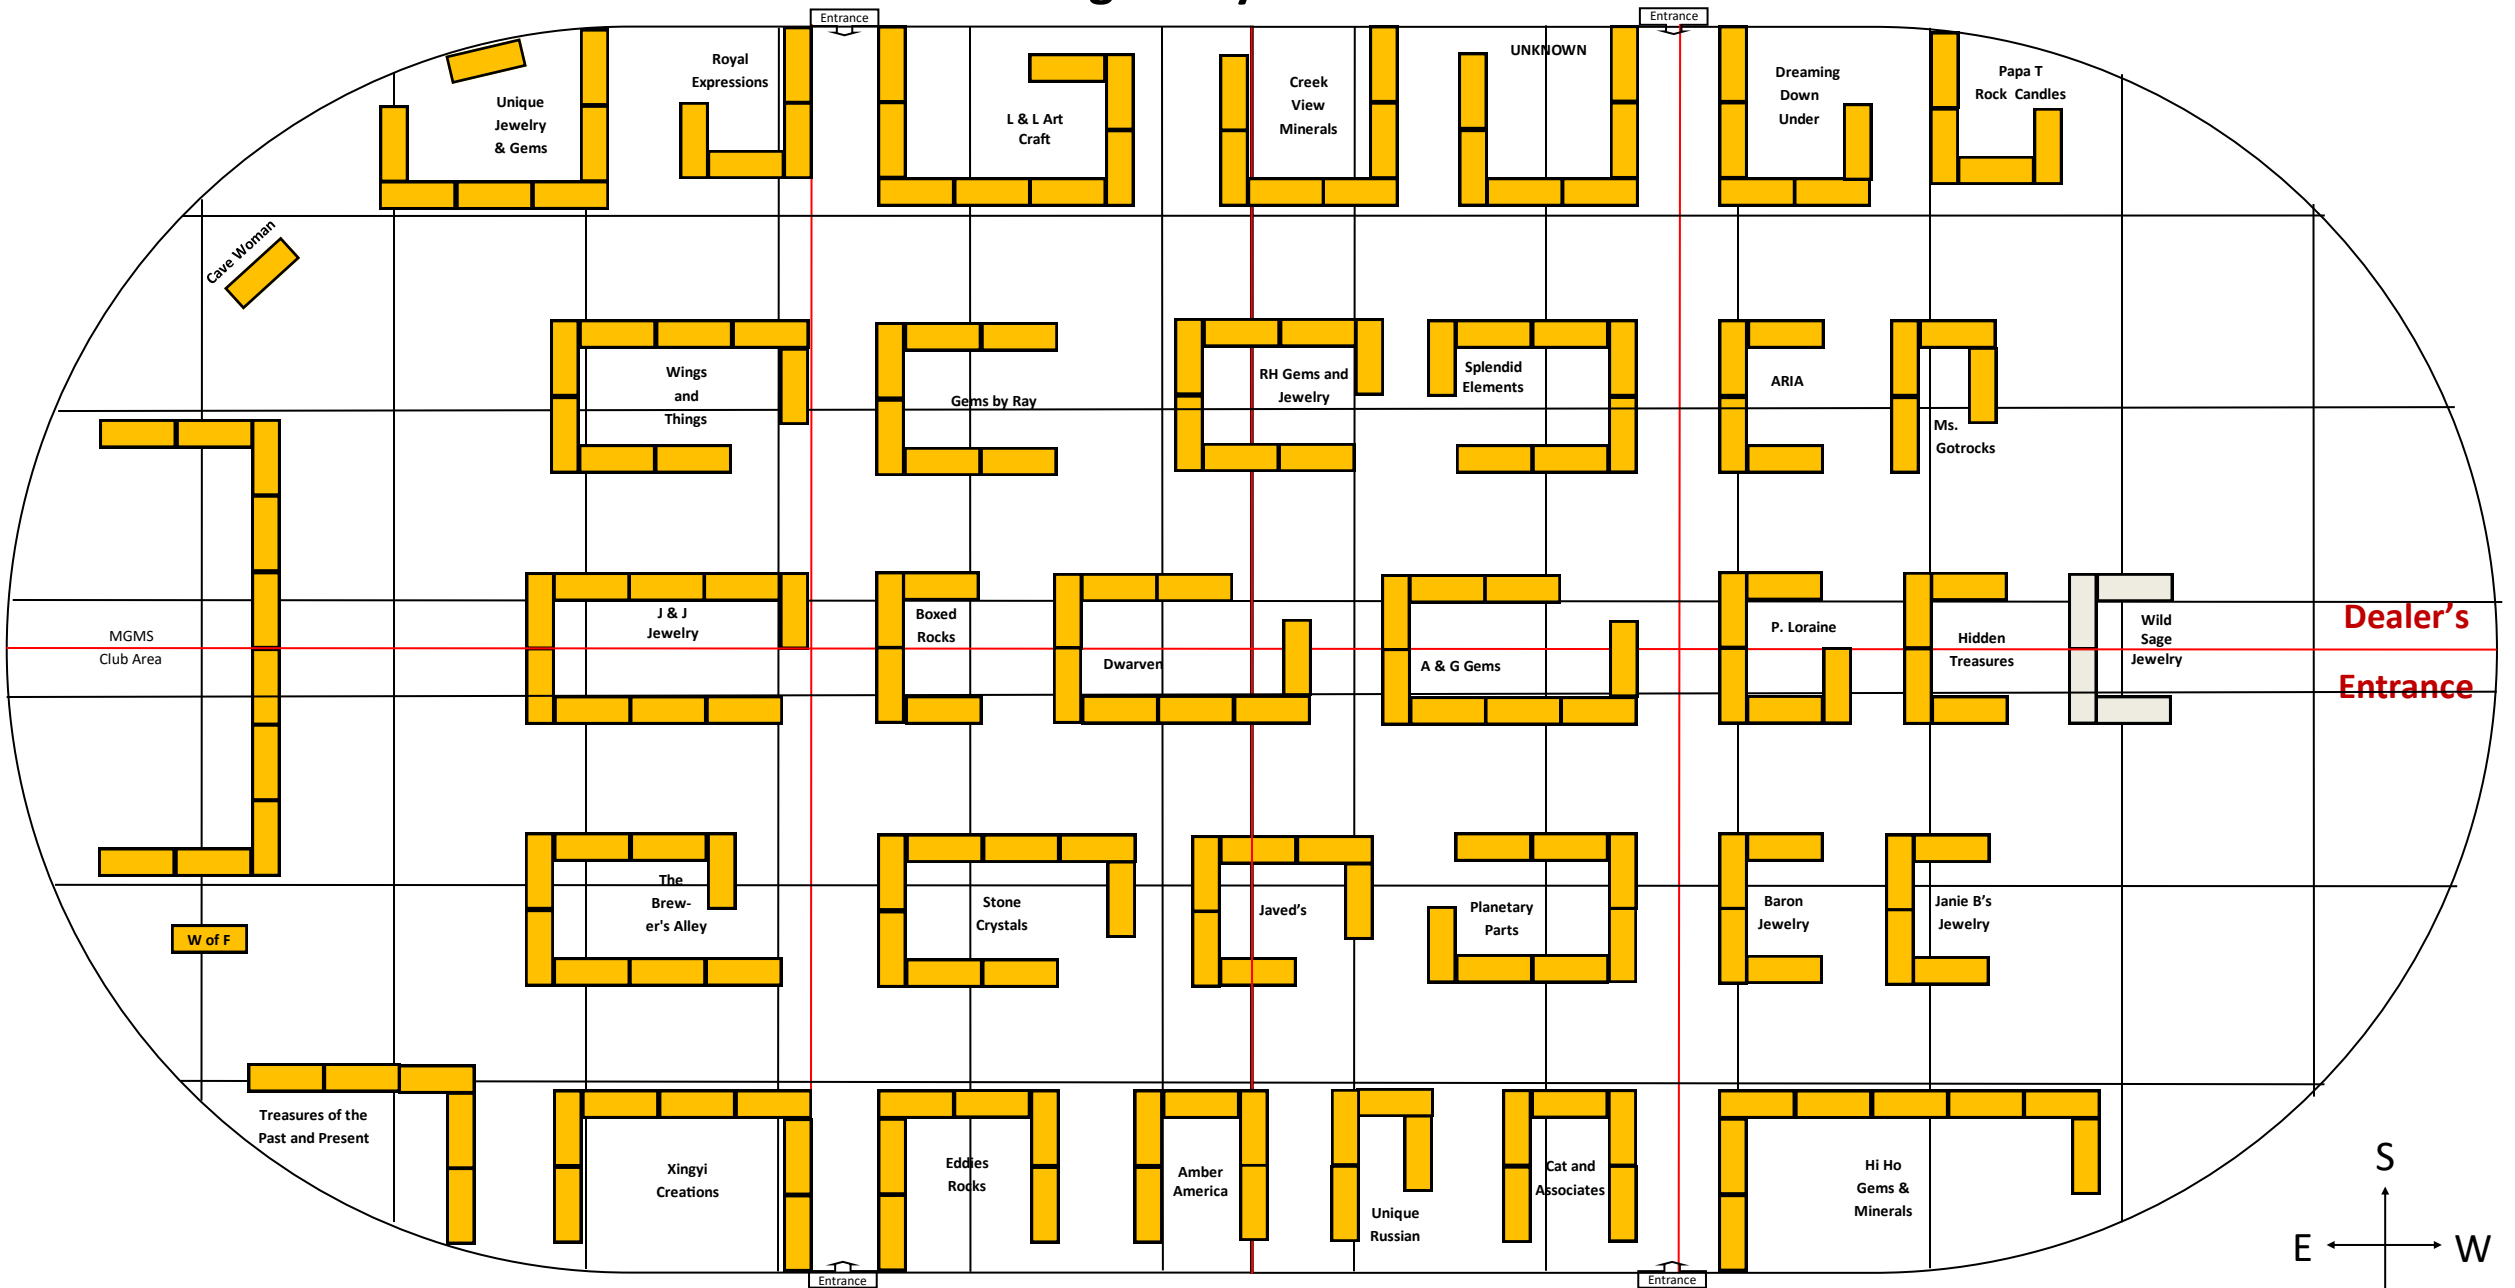 Entrance
Entrance
Royal
Expressions
UNKNOWN
Unique
Jewelry
& Gems
L & L Art
Craft
Creek
View
Minerals
Dreaming
Down
Under
Papa T
Rock Candles
Cave Woman
Wings
and
Things
Gems by Ray
RH Gems and
Jewelry
Splendid
Elements
ARIA
Ms.
Gotrocks
MGMS
Club Area
J & J
Jewelry
Boxed
Rocks
Dwarven
A & G Gems
P. Loraine
Hidden
Treasures
Wild
Sage
Jewelry
Dealer's
Entrance
The
Brew-
er's Alley
Stone
Crystals
Javed's
Planetary
Parts
Baron
Jewelry
Janie B's
Jewelry
W of F
Treasures of the
Past and Present
Xingyi
Creations
Eddies
Rocks
Amber
America
Unique
Russian
Cat and
Associates
Hi Ho
Gems &
Minerals
S
E
W
Entrance
Entrance